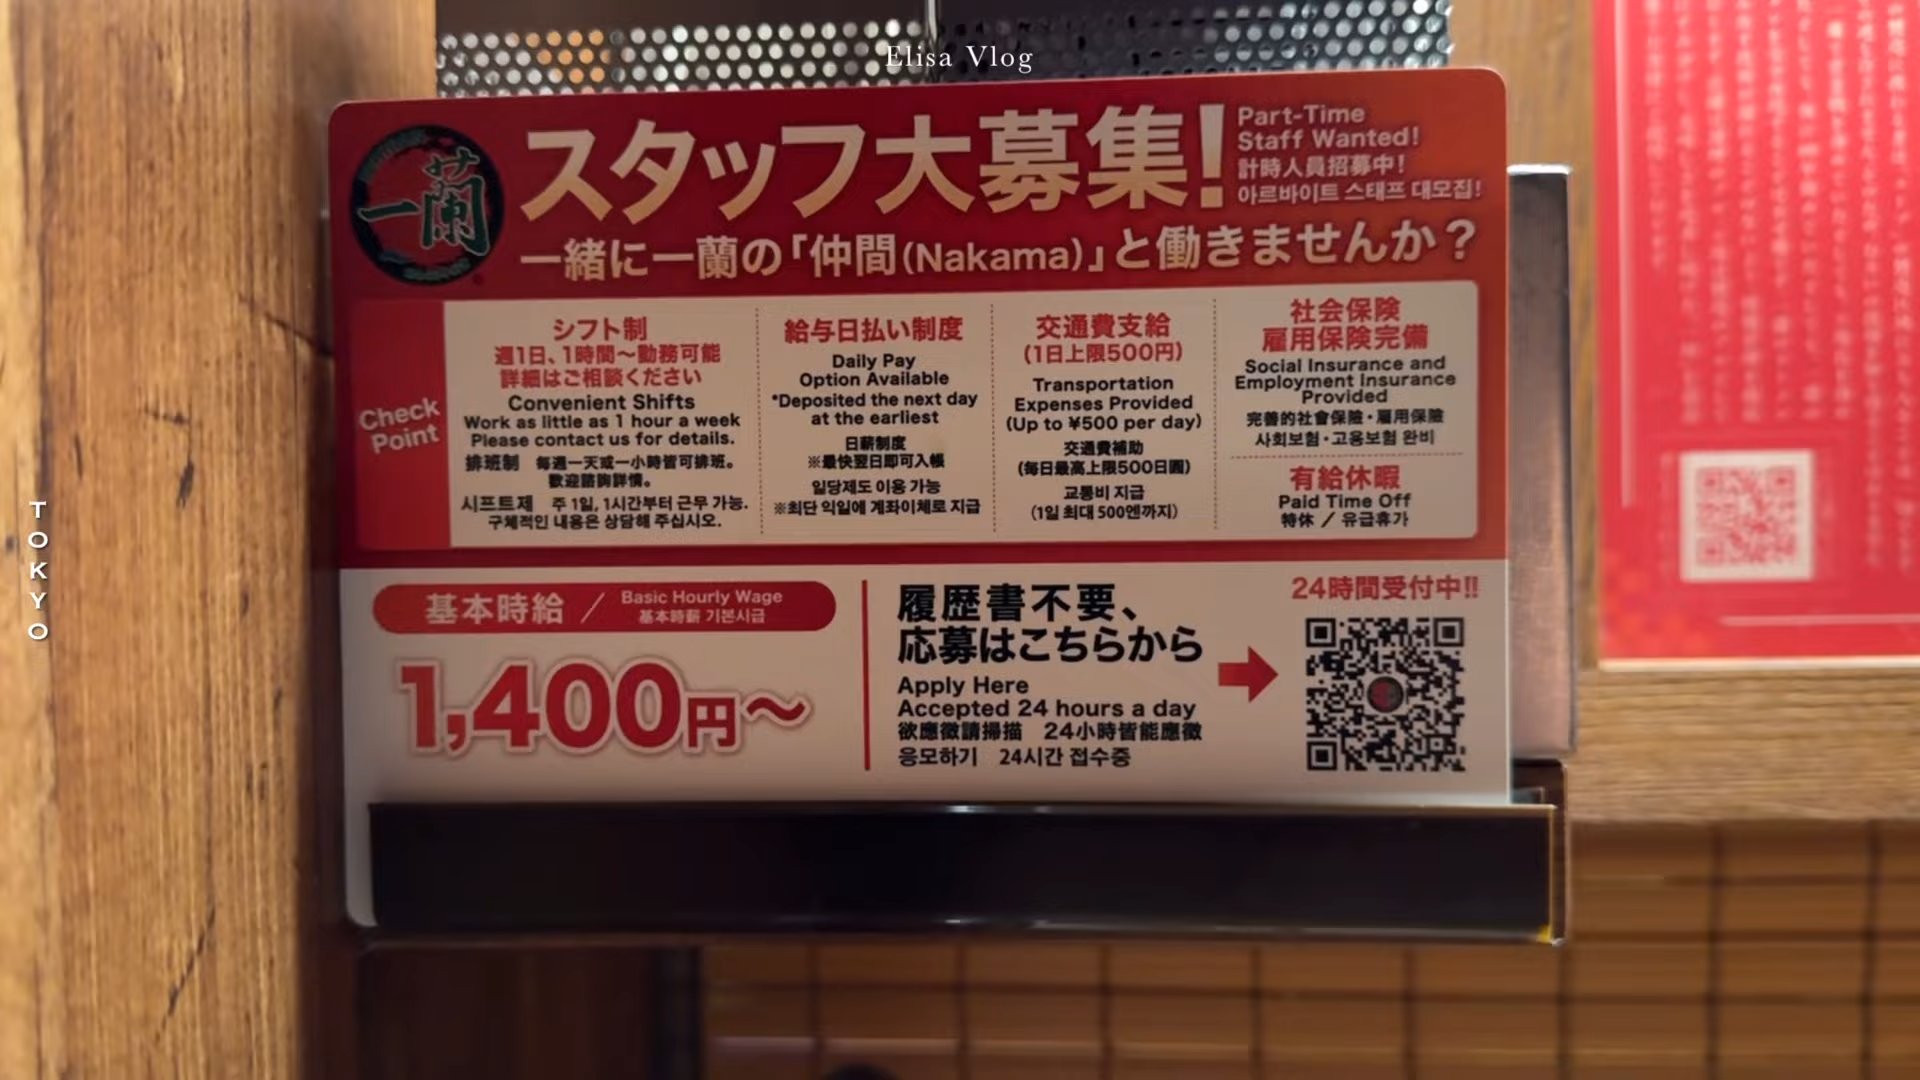 Elisa Vlog
TOKYO
一蘭
スタッフ大募集!
Part-Time
Staff Wanted!
計時人員招募中!
아르바이트 스태프 대모집!
一緒に一蘭の「仲間(Nakama)」と働きませんか?
Check
Point
シフト制
週1日、1時間〜勤務可能
詳細はご相談ください
Convenient Shifts
Work as little as 1 hour a week
Please contact us for details.
排班制 每週一天或一小時皆可排班。
歡迎諮詢詳情。
시프트제 주 1일, 1시간부터 근무 가능.
구체적인 내용은 상담해 주십시오.
給与日払い制度
Daily Pay
Option Available
*Deposited the next day
at the earliest
日薪制度
※最快翌日即可入帳
일당제도 이용 가능
※최단 익일에 계좌이체로 지급
交通費支給
(1日上限500円)
Transportation
Expenses Provided
(Up to ¥500 per day)
交通費補助
(每日最高上限500日圓)
교통비 지급
(1일 최대 500엔까지)
社会保険
雇用保険完備
Social Insurance and
Employment Insurance
Provided
完善的社會保險・雇用保險
사회보험・고용보험 완비
有給休暇
Paid Time Off
特休 / 유급휴가
基本時給 / Basic Hourly Wage
基本時薪 기본시급
1,400円〜
履歴書不要、
応募はこちらから
Apply Here
Accepted 24 hours a day
欲應徵請掃描 24小時皆能應徵
응모하기 24시간 접수중
24時間受付中!!